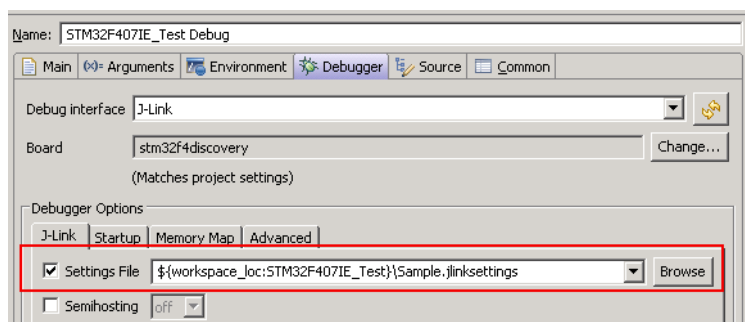 Name: STM32F407IE_Test Debug
Main (x)= Arguments Environment Debugger Source Common
Debug interface J-Link
Board stm32f4discovery Change...
(Matches project settings)
Debugger Options
J-Link Startup Memory Map Advanced
Settings File ${workspace_loc:STM32F407IE_Test}\Sample.jlinksettings Browse
Semihosting off